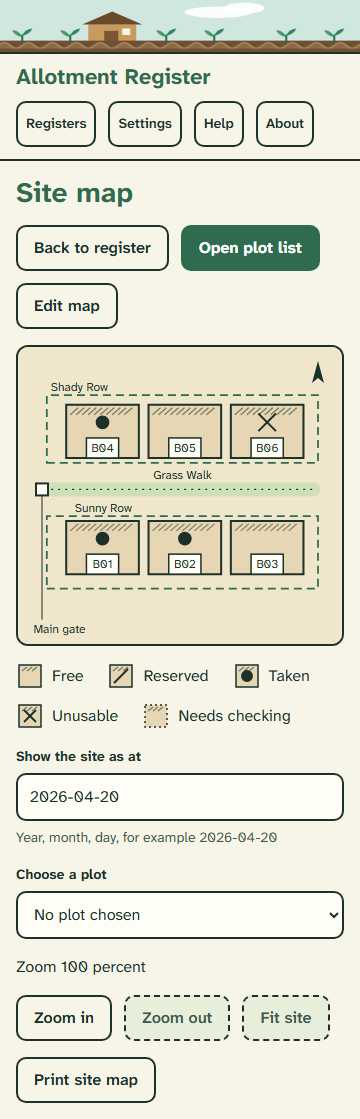 Allotment Register
Registers Settings Help About
Site map
Back to register Open plot list
Edit map
Shady Row
B04 B05 B06
Grass Walk
Sunny Row
B01 B02 B03
Main gate
Free Reserved Taken
Unusable Needs checking
Show the site as at
2026-04-20
Year, month, day, for example 2026-04-20
Choose a plot
No plot chosen
Zoom 100 percent
Zoom in Zoom out Fit site
Print site map